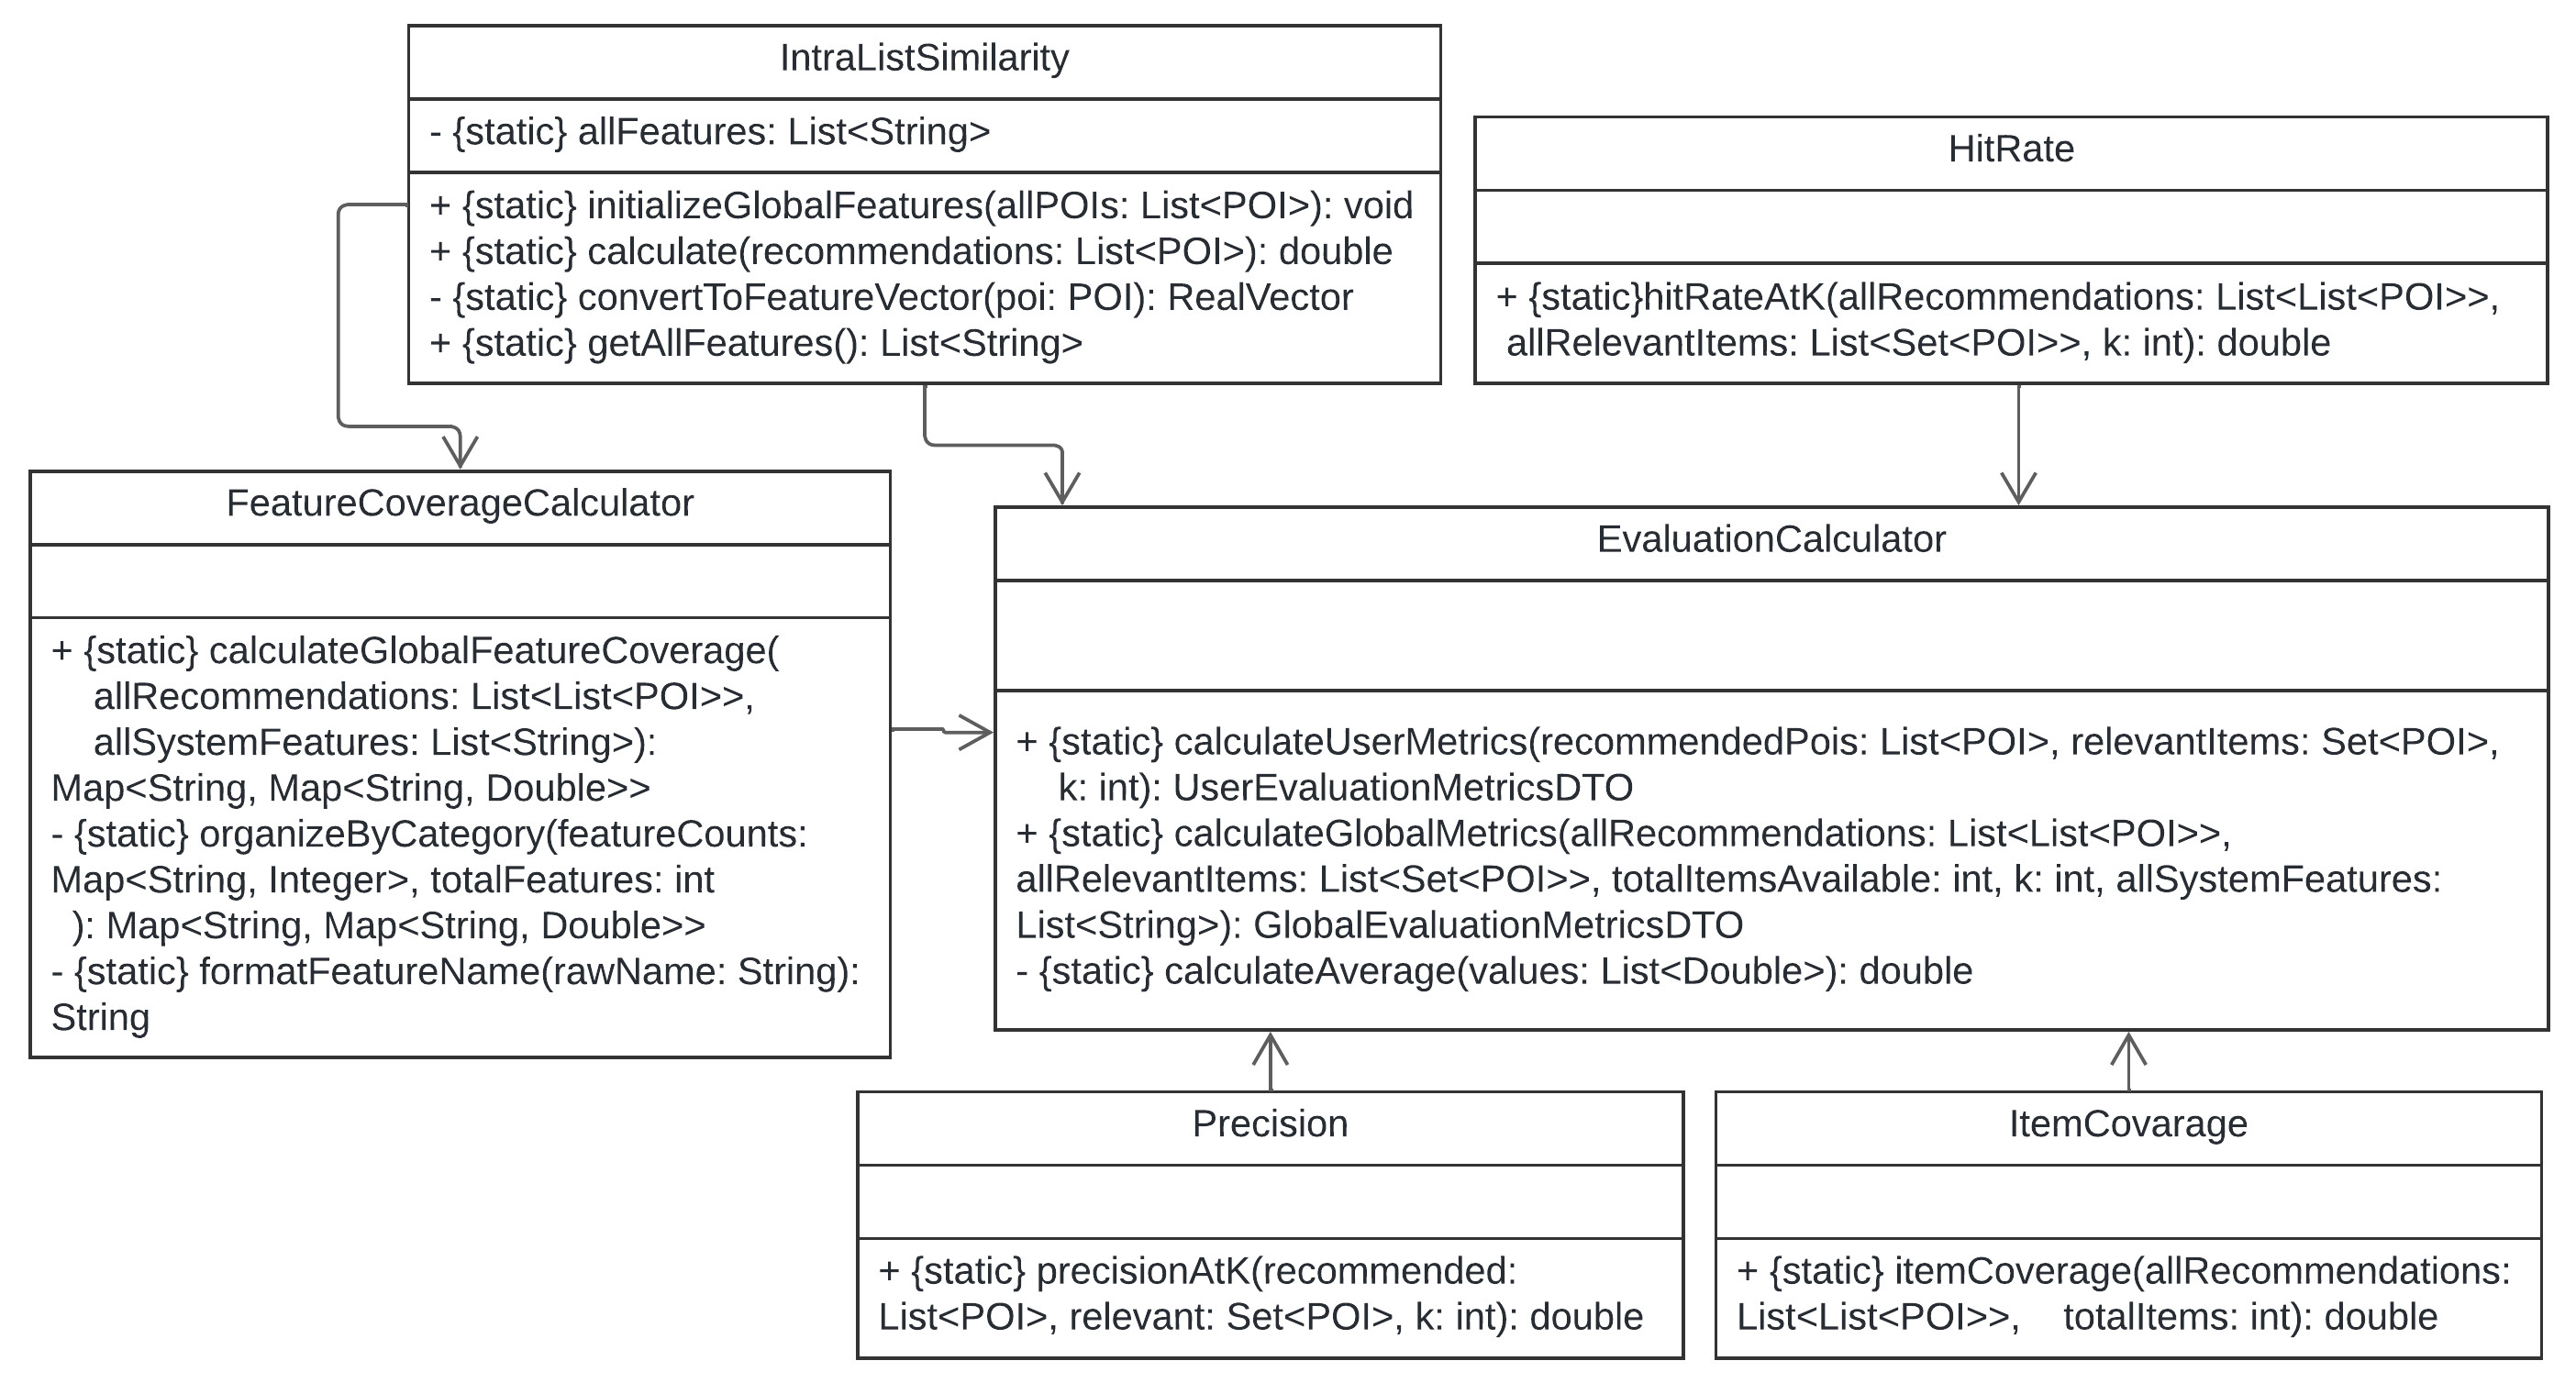 IntraListSimilarity
- {static} allFeatures: List<String>
+ {static} initializeGlobalFeatures(allPOIs: List<POI>): void
+ {static} calculate(recommendations: List<POI>): double
- {static} convertToFeatureVector(poi: POI): RealVector
+ {static} getAllFeatures(): List<String>
HitRate
+ {static}hitRateAtK(allRecommendations: List<List<POI>>,
allRelevantItems: List<Set<POI>>, k: int): double
FeatureCoverageCalculator
+ {static} calculateGlobalFeatureCoverage(
allRecommendations: List<List<POI>>,
allSystemFeatures: List<String>):
Map<String, Map<String, Double>>
- {static} organizeByCategory(featureCounts:
Map<String, Integer>, totalFeatures: int
): Map<String, Map<String, Double>>
- {static} formatFeatureName(rawName: String):
String
EvaluationCalculator
+ {static} calculateUserMetrics(recommendedPois: List<POI>, relevantItems: Set<POI>,
k: int): UserEvaluationMetricsDTO
+ {static} calculateGlobalMetrics(allRecommendations: List<List<POI>>,
allRelevantItems: List<Set<POI>>, totalItemsAvailable: int, k: int, allSystemFeatures:
List<String>): GlobalEvaluationMetricsDTO
- {static} calculateAverage(values: List<Double>): double
Precision
+ {static} precisionAtK(recommended:
List<POI>, relevant: Set<POI>, k: int): double
ItemCovarage
+ {static} itemCoverage(allRecommendations:
List<List<POI>>, totalItems: int): double